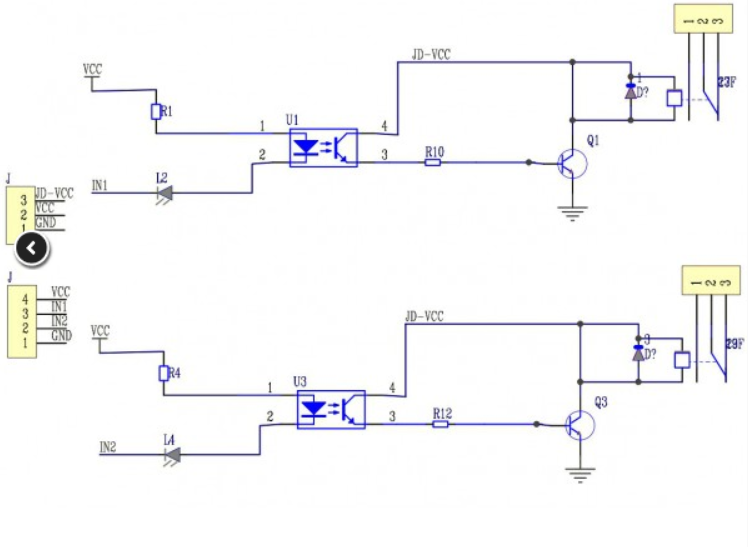 1 2 3
JD-VCC
VCC
R1
1
D?
U1
1
4
2
3
R10
Q1
L2
IN1
J
3 JD-VCC
2 VCC
1 GND
J
4 VCC
3 IN1
2 IN2
1 GND
1 2 3
JD-VCC
VCC
R4
3
D?
U3
1
4
2
3
R12
Q3
L4
IN2